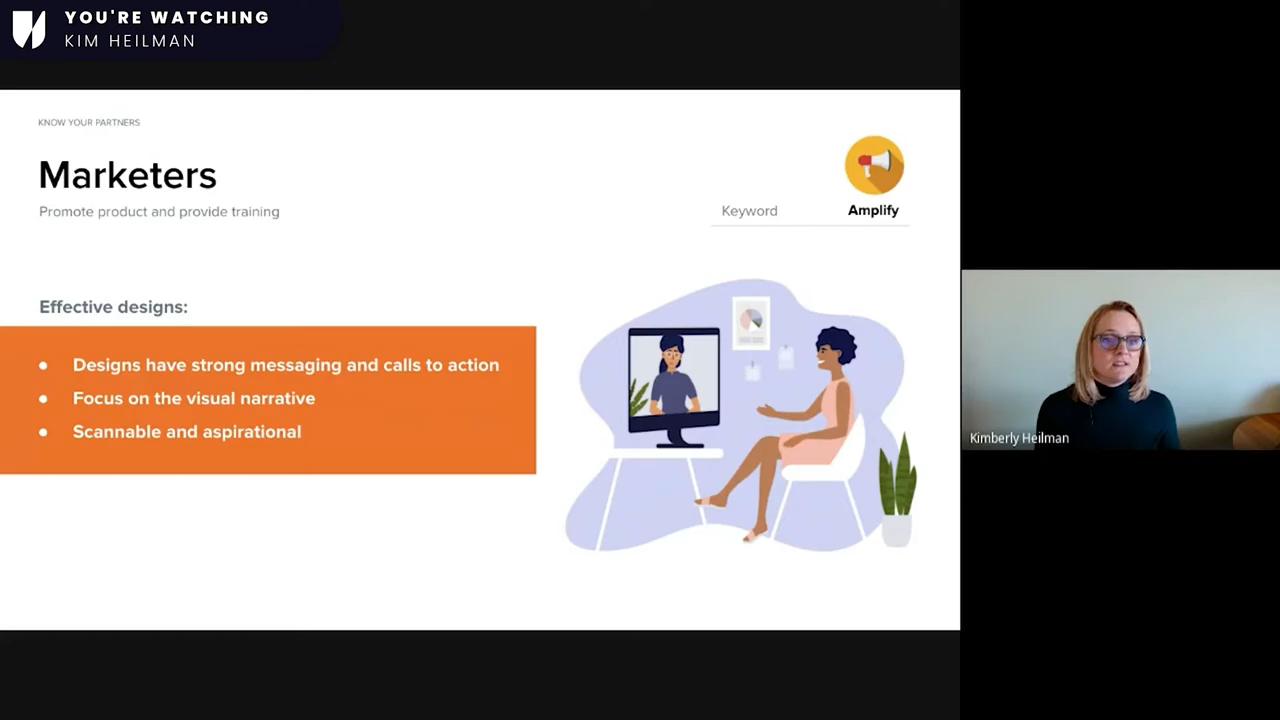 YOU'RE WATCHING
KIM HEILMAN
KNOW YOUR PARTNERS
Marketers
Promote product and provide training
Keyword
Amplify
Effective designs:
• Designs have strong messaging and calls to action
• Focus on the visual narrative
• Scannable and aspirational
Kimberly Heilman